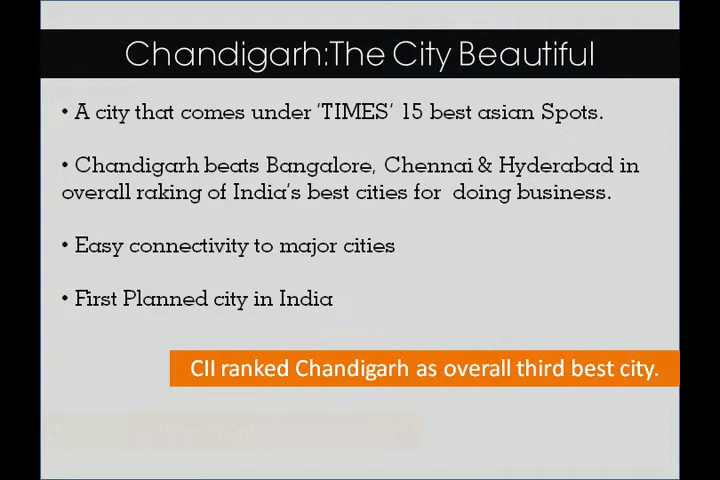 Chandigarh:The City Beautiful
• A city that comes under 'TIMES' 15 best asian Spots.
• Chandigarh beats Bangalore, Chennai & Hyderabad in
overall raking of India's best cities for doing business.
• Easy connectivity to major cities
• First Planned city in India
CII ranked Chandigarh as overall third best city.